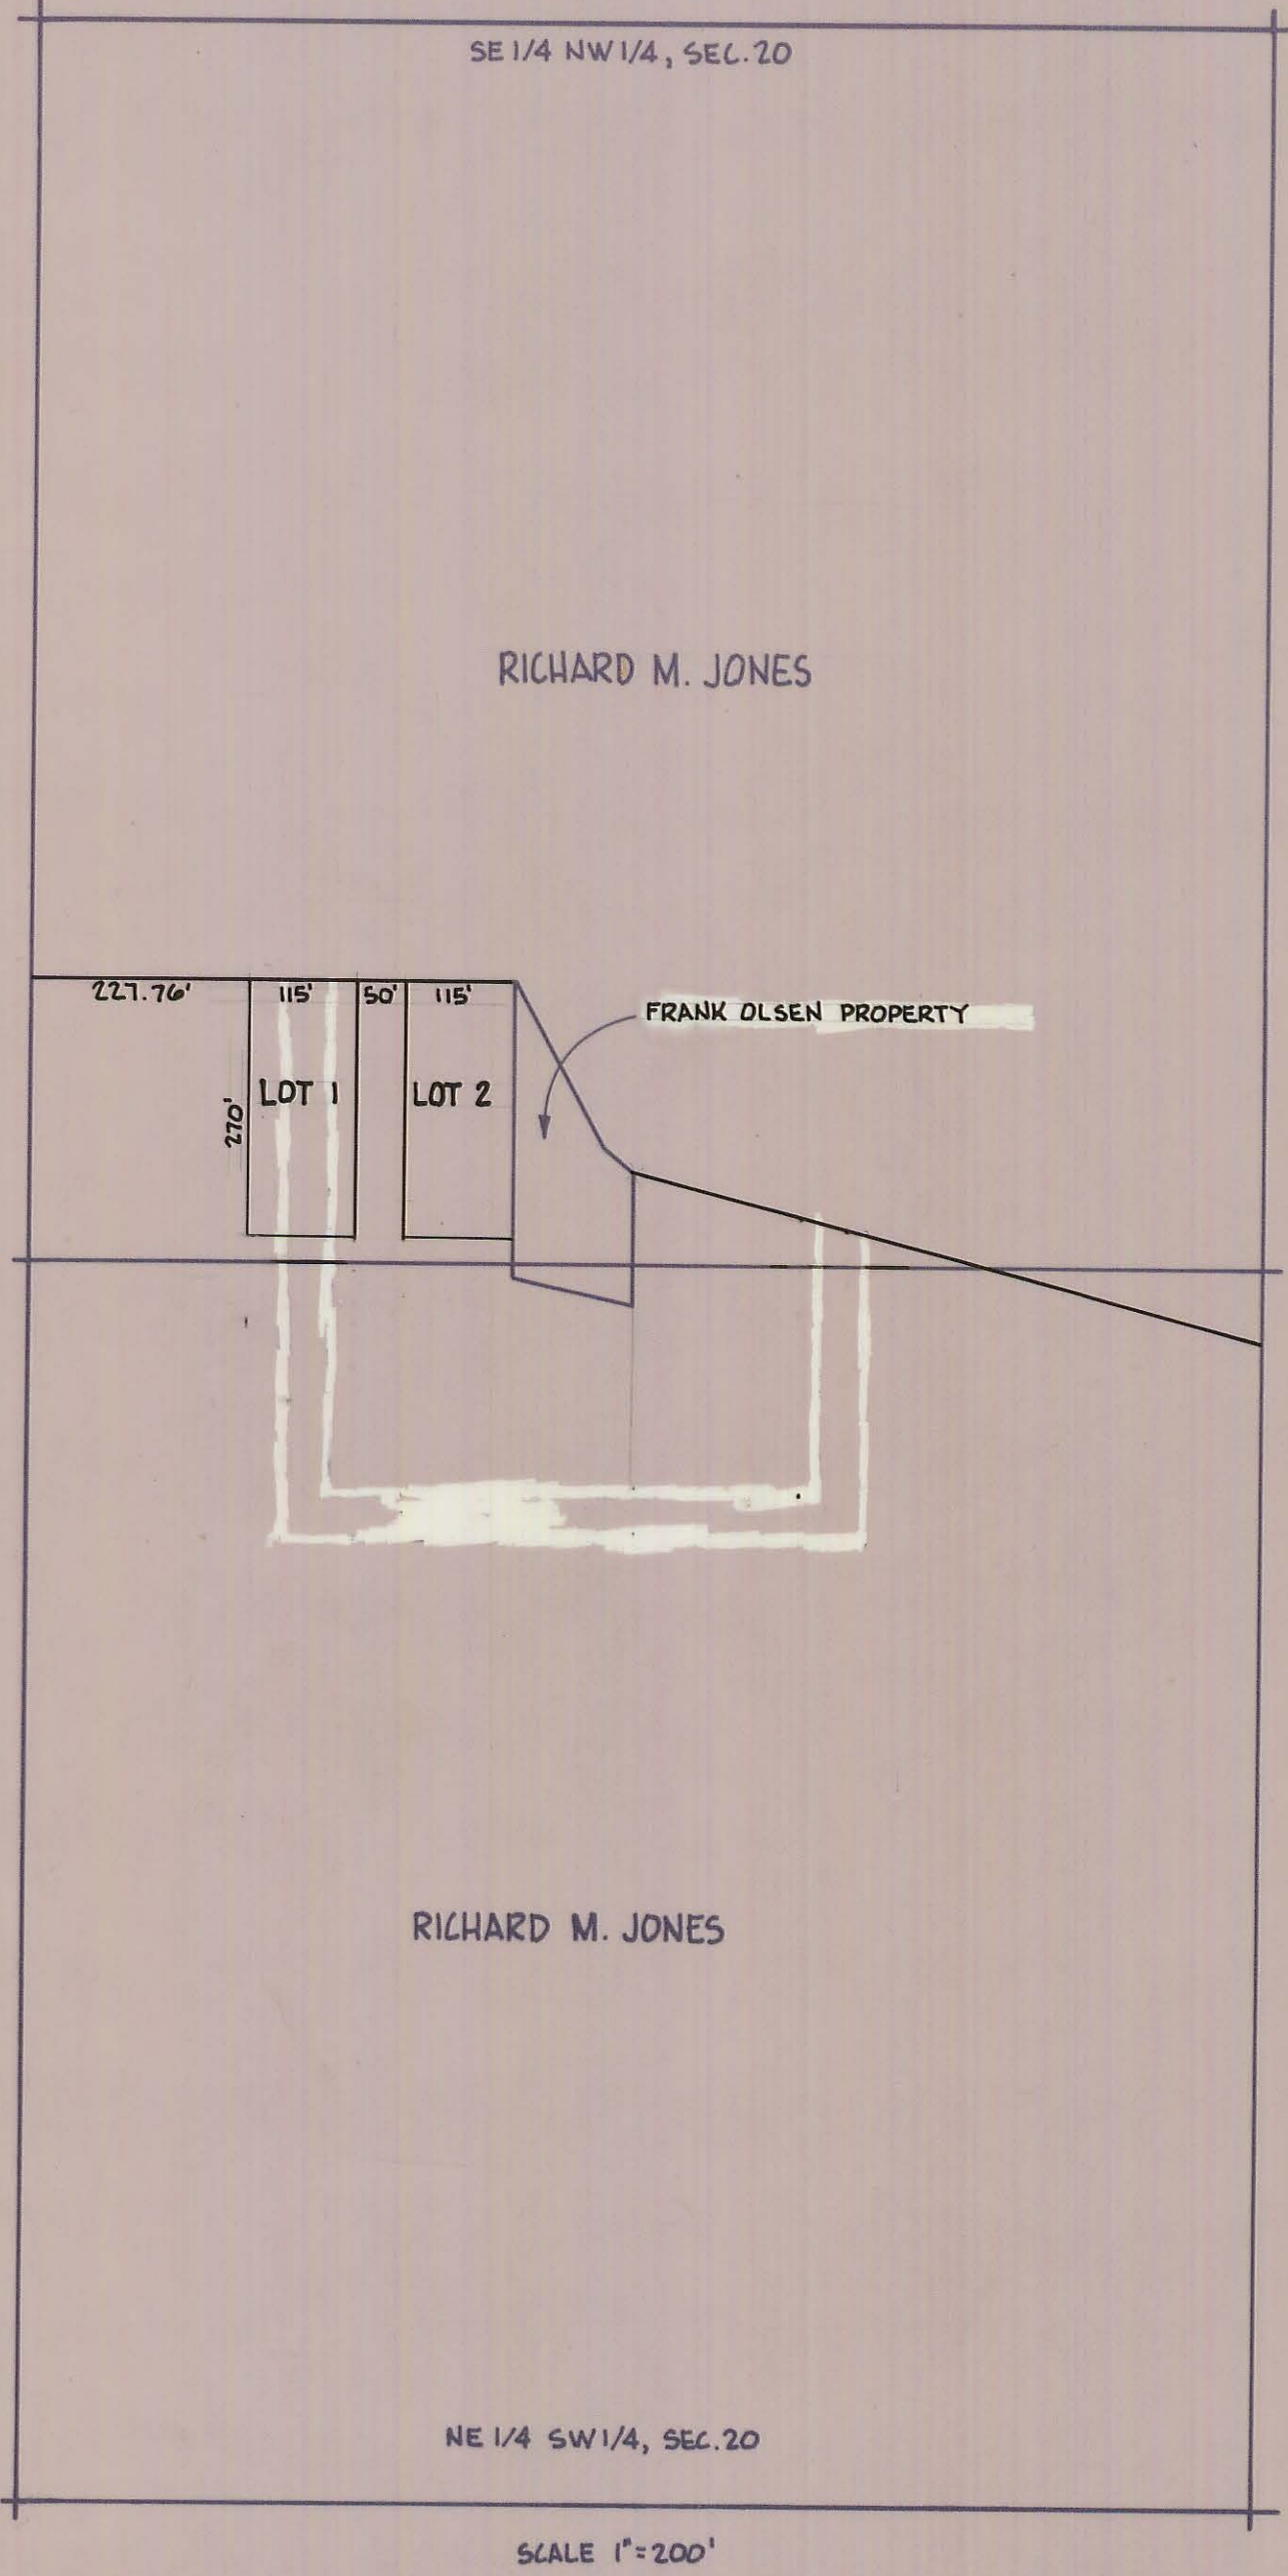 SE 1/4 NW 1/4, SEC. 20
RICHARD M. JONES
227.76' 115' 50' 115'
FRANK OLSEN PROPERTY
LOT 1 LOT 2
270'
RICHARD M. JONES
NE 1/4 SW 1/4, SEC. 20
SCALE 1"=200'